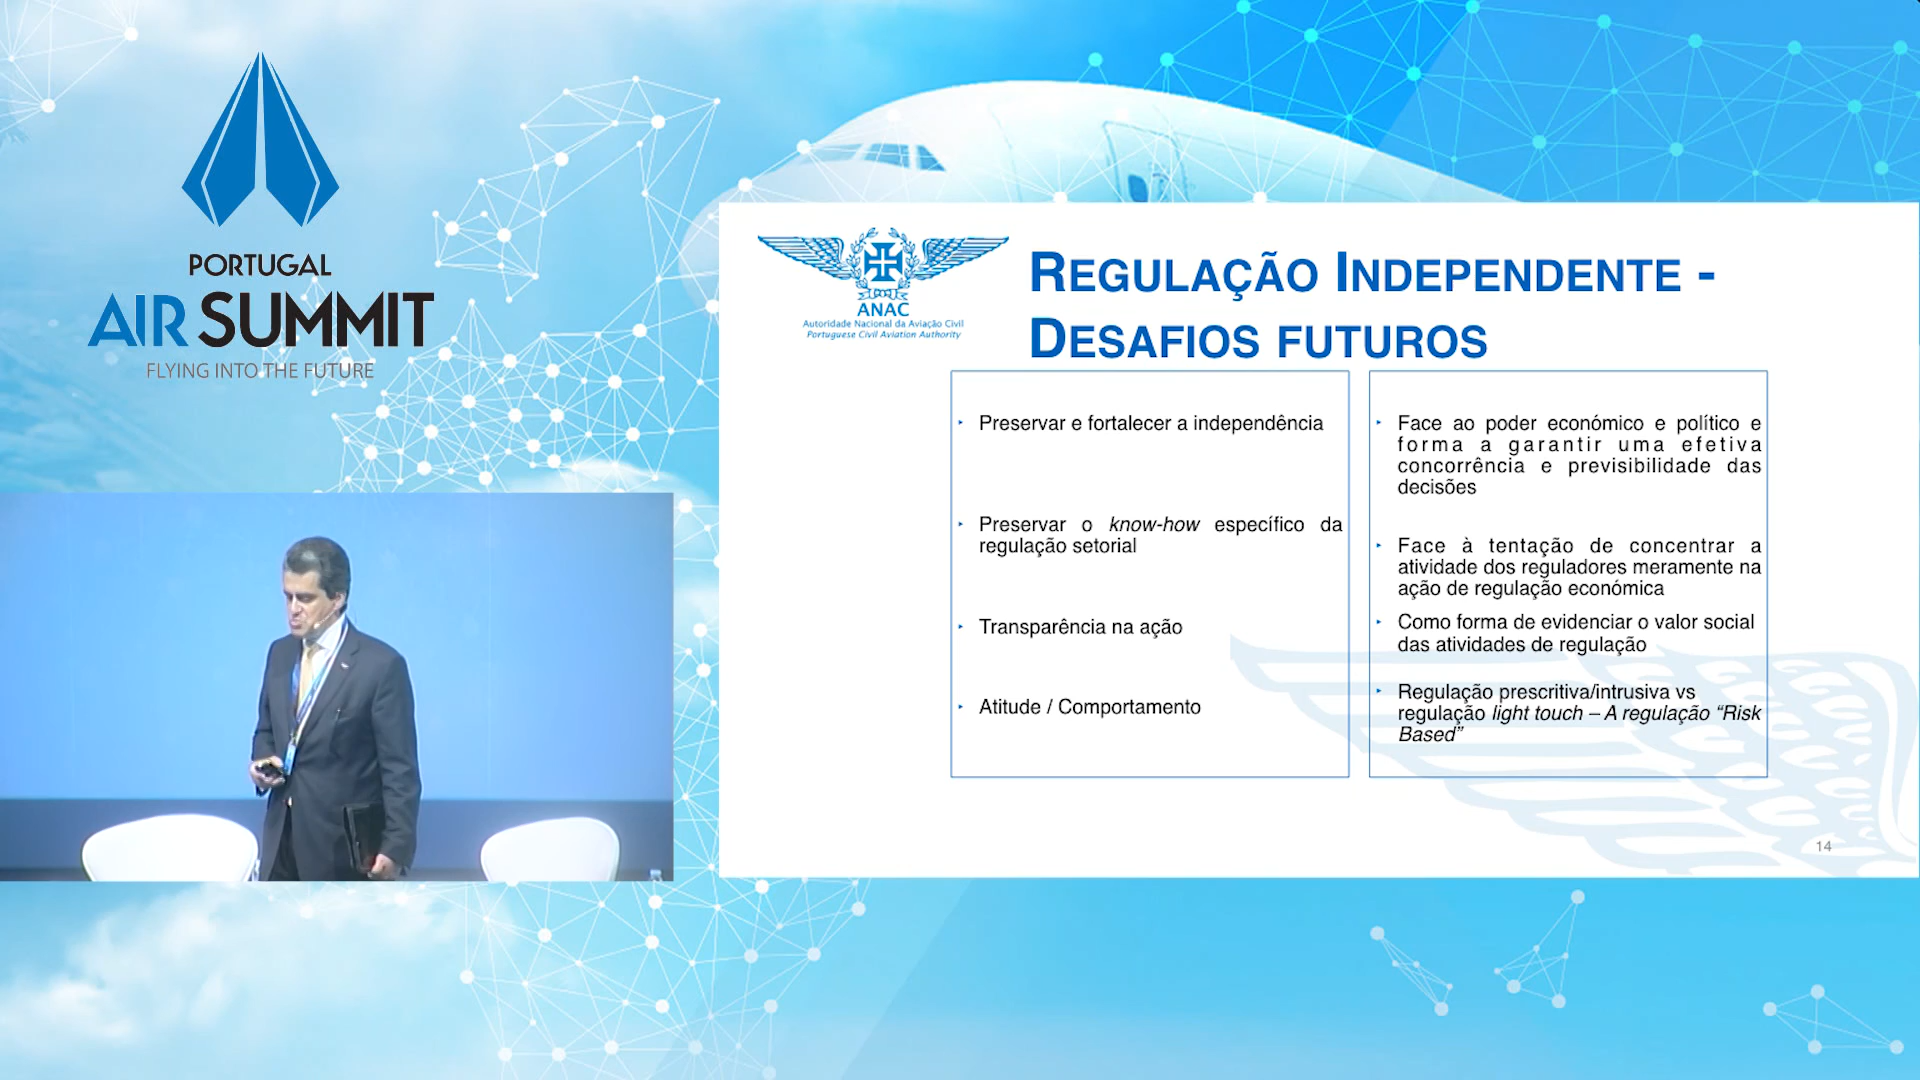 PORTUGAL
AIR SUMMIT
FLYING INTO THE FUTURE
ANAC
Autoridade Nacional da Aviação Civil
Portuguese Civil Aviation Authority
REGULAÇÃO INDEPENDENTE -
DESAFIOS FUTUROS
‣ Preservar e fortalecer a independência
‣ Preservar o know-how específico da
regulação setorial
‣ Transparência na ação
‣ Atitude / Comportamento
‣ Face ao poder económico e político e
forma a garantir uma efetiva
concorrência e previsibilidade das
decisões
‣ Face à tentação de concentrar a
atividade dos reguladores meramente na
ação de regulação económica
‣ Como forma de evidenciar o valor social
das atividades de regulação
‣ Regulação prescritiva/intrusiva vs
regulação light touch – A regulação “Risk
Based”
14